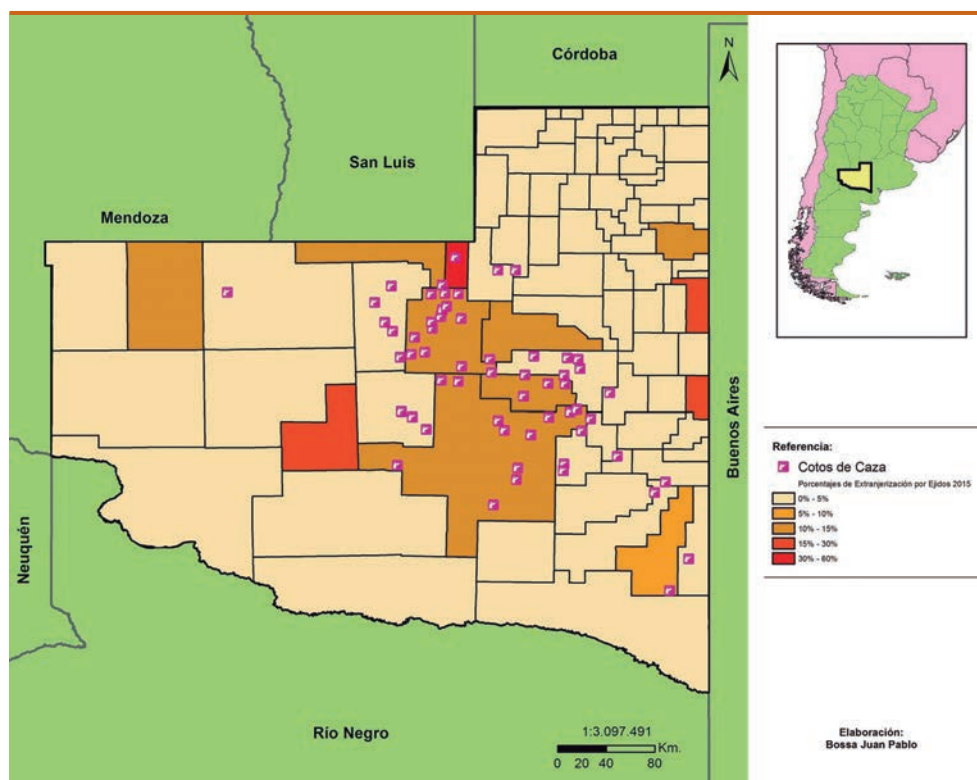 Córdoba
N
San Luis
Mendoza
Buenos Aires
Neuquén
Río Negro
1:3.097.491
Km.
0 20 40 80
Referencia:
Cotos de Caza
Porcentajes de Extranjerización por Ejidos 2015
0% - 5%
5% - 10%
10% - 15%
15% - 30%
30% - 60%
Elaboración:
Bossa Juan Pablo